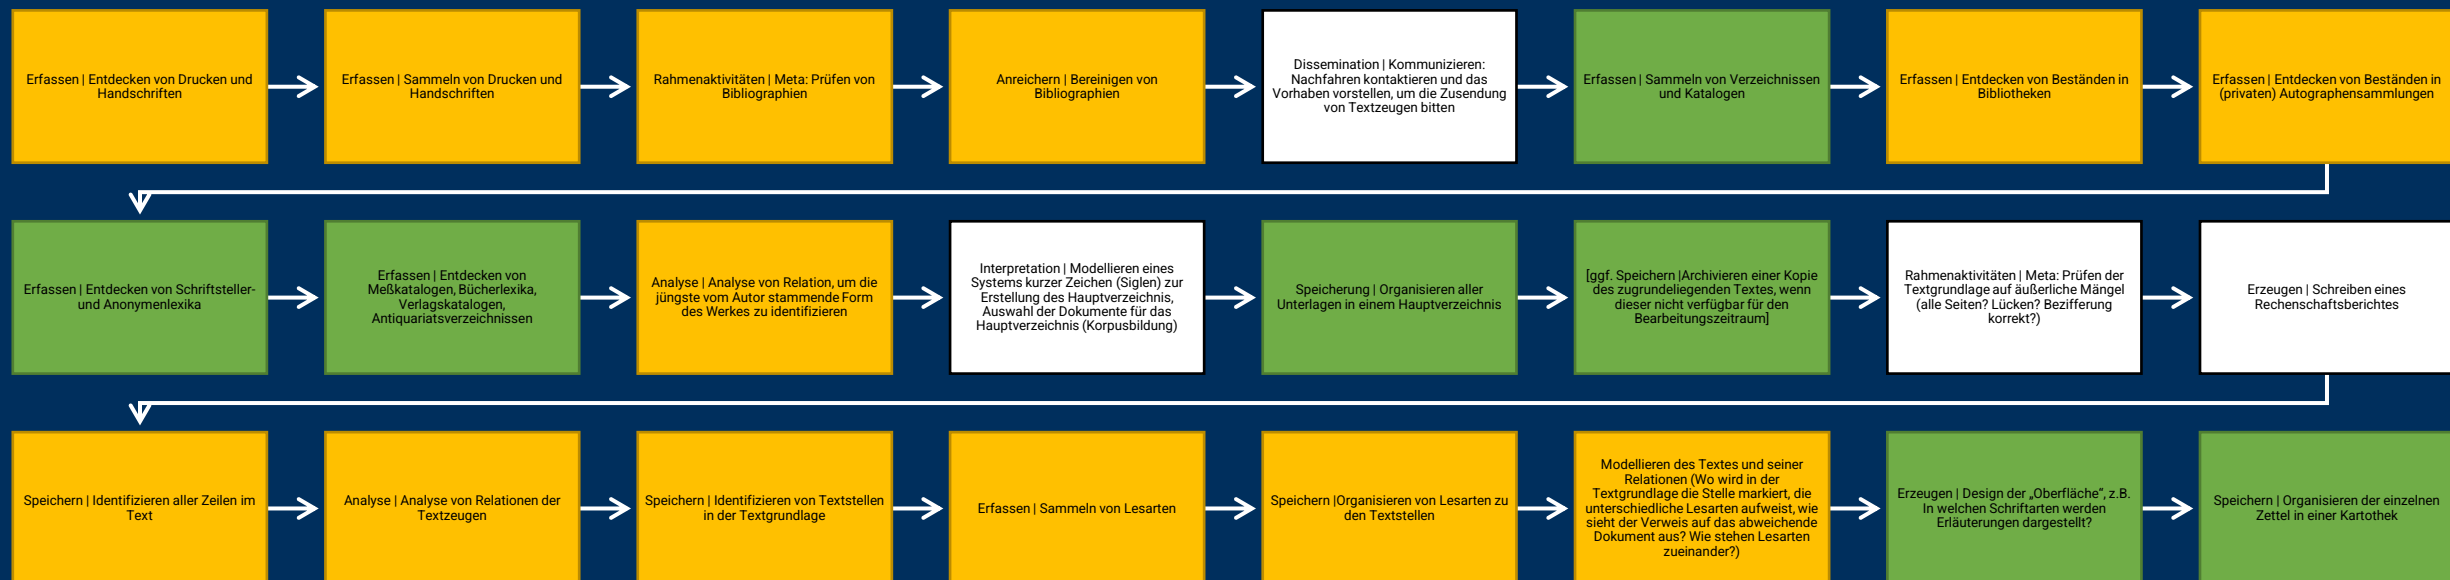 Erfassen | Entdecken von Drucken und
Handschriften
Erfassen | Sammeln von Drucken und
Handschriften
Rahmenaktivitäten | Meta: Prüfen von
Bibliographien
Anreichern | Bereinigen von
Bibliographien
Dissemination | Kommunizieren:
Nachfahren kontaktieren und das
Vorhaben vorstellen, um die Zusendung
von Textzeugen bitten
Erfassen | Sammeln von Verzeichnissen
und Katalogen
Erfassen | Entdecken von Beständen in
Bibliotheken
Erfassen | Entdecken von Beständen in
(privaten) Autographensammlungen
Erfassen | Entdecken von Schriftsteller-
und Anonymenlexika
Erfassen | Entdecken von
Meßkatalogen, Bücherlexika,
Verlagskatalogen,
Antiquariatsverzeichnissen
Analyse | Analyse von Relation, um die
jüngste vom Autor stammende Form
des Werkes zu identifizieren
Interpretation | Modellieren eines
Systems kurzer Zeichen (Siglen) zur
Erstellung des Hauptverzeichnis,
Auswahl der Dokumente für das
Hauptverzeichnis (Korpusbildung)
Speicherung | Organisieren aller
Unterlagen in einem Hauptverzeichnis
[ggf. Speichern |Archivieren einer Kopie
des zugrundeliegenden Textes, wenn
dieser nicht verfügbar für den
Bearbeitungszeitraum]
Rahmenaktivitäten | Meta: Prüfen der
Textgrundlage auf äußerliche Mängel
(alle Seiten? Lücken? Bezifferung
korrekt?)
Erzeugen | Schreiben eines
Rechenschaftsberichtes
Speichern | Identifizieren aller Zeilen im
Text
Analyse | Analyse von Relationen der
Textzeugen
Speichern | Identifizieren von Textstellen
in der Textgrundlage
Erfassen | Sammeln von Lesarten
Speichern |Organisieren von Lesarten zu
den Textstellen
Modellieren des Textes und seiner
Relationen (Wo wird in der
Textgrundlage die Stelle markiert, die
unterschiedliche Lesarten aufweist, wie
sieht der Verweis auf das abweichende
Dokument aus? Wie stehen Lesarten
zueinander?)
Erzeugen | Design der „Oberfläche“, z.B.
In welchen Schriftarten werden
Erläuterungen dargestellt?
Speichern | Organisieren der einzelnen
Zettel in einer Kartothek